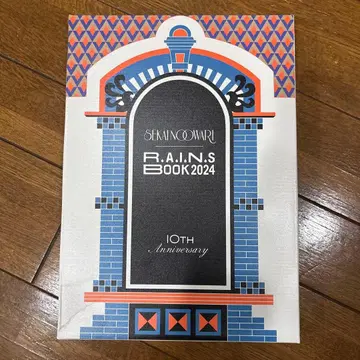 SEKAI NO OWARI
R.A.I.N.S
BOOK 2024
10TH
Anniversary